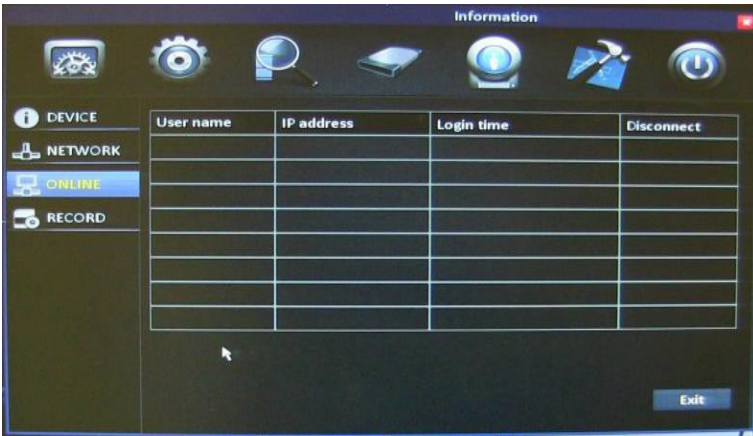 Information
DEVICE
NETWORK
ONLINE
RECORD
User name IP address Login time Disconnect
Exit